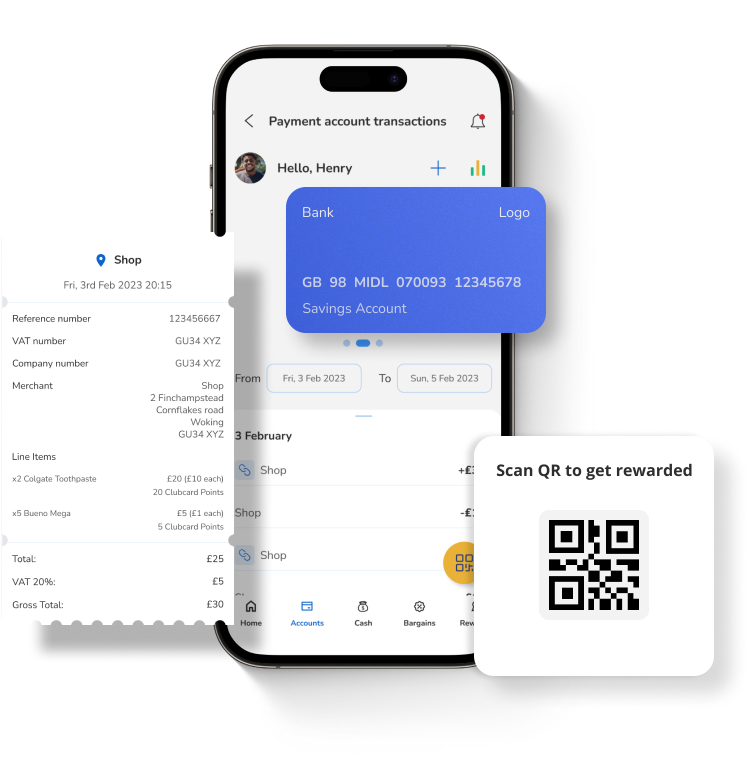 Payment account transactions
Hello, Henry
Bank Logo
GB 98 MIDL 070093 12345678
Savings Account
From Fri, 3 Feb 2023 To Sun, 5 Feb 2023
3 February
Shop
Shop
Shop
Home Accounts Cash Bargains
Shop
Fri, 3rd Feb 2023 20:15
Reference number 123456667
VAT number GU34 XYZ
Company number GU34 XYZ
Merchant Shop
2 Finchampstead
Cornflakes road
Woking
GU34 XYZ
Line Items
x2 Colgate Toothpaste £20 (£10 each)
20 Clubcard Points
x5 Bueno Mega £5 (£1 each)
5 Clubcard Points
Total: £25
VAT 20%: £5
Gross Total: £30
Scan QR to get rewarded